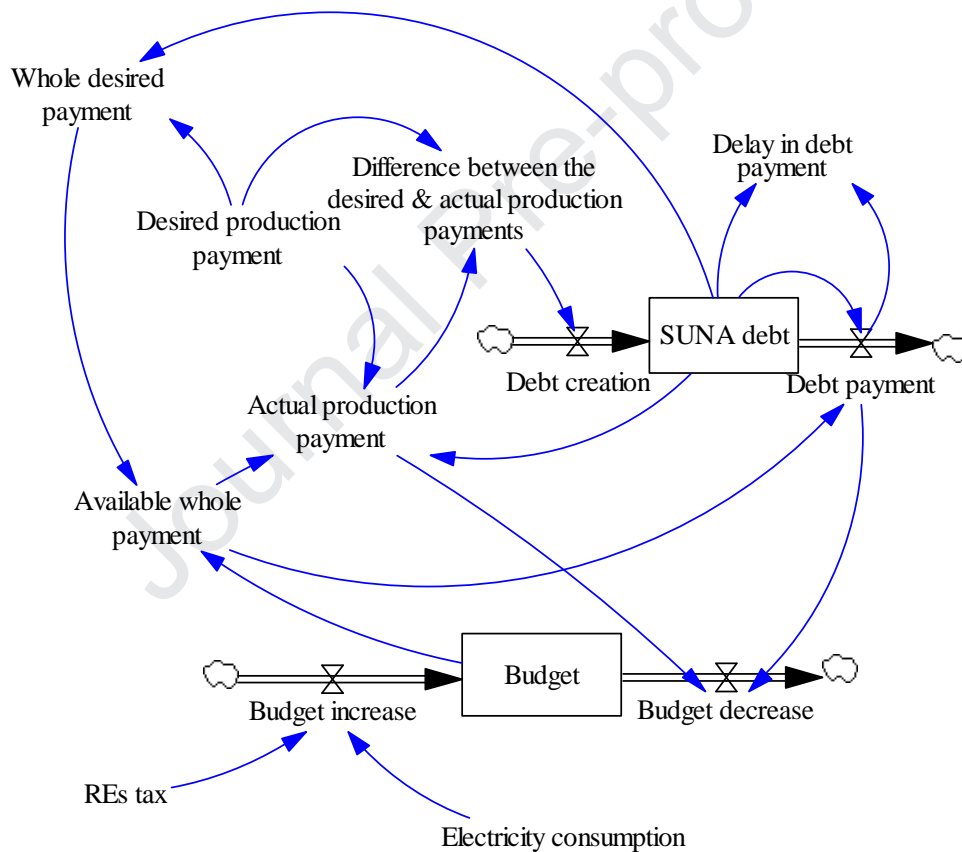 Journal Pre-pro
Whole desired
payment
Delay in debt
payment
Difference between the
desired & actual production
payments
Desired production
payment
SUNA debt
Debt creation
Debt payment
Actual production
payment
Available whole
payment
Budget
Budget increase
Budget decrease
REs tax
Electricity consumption